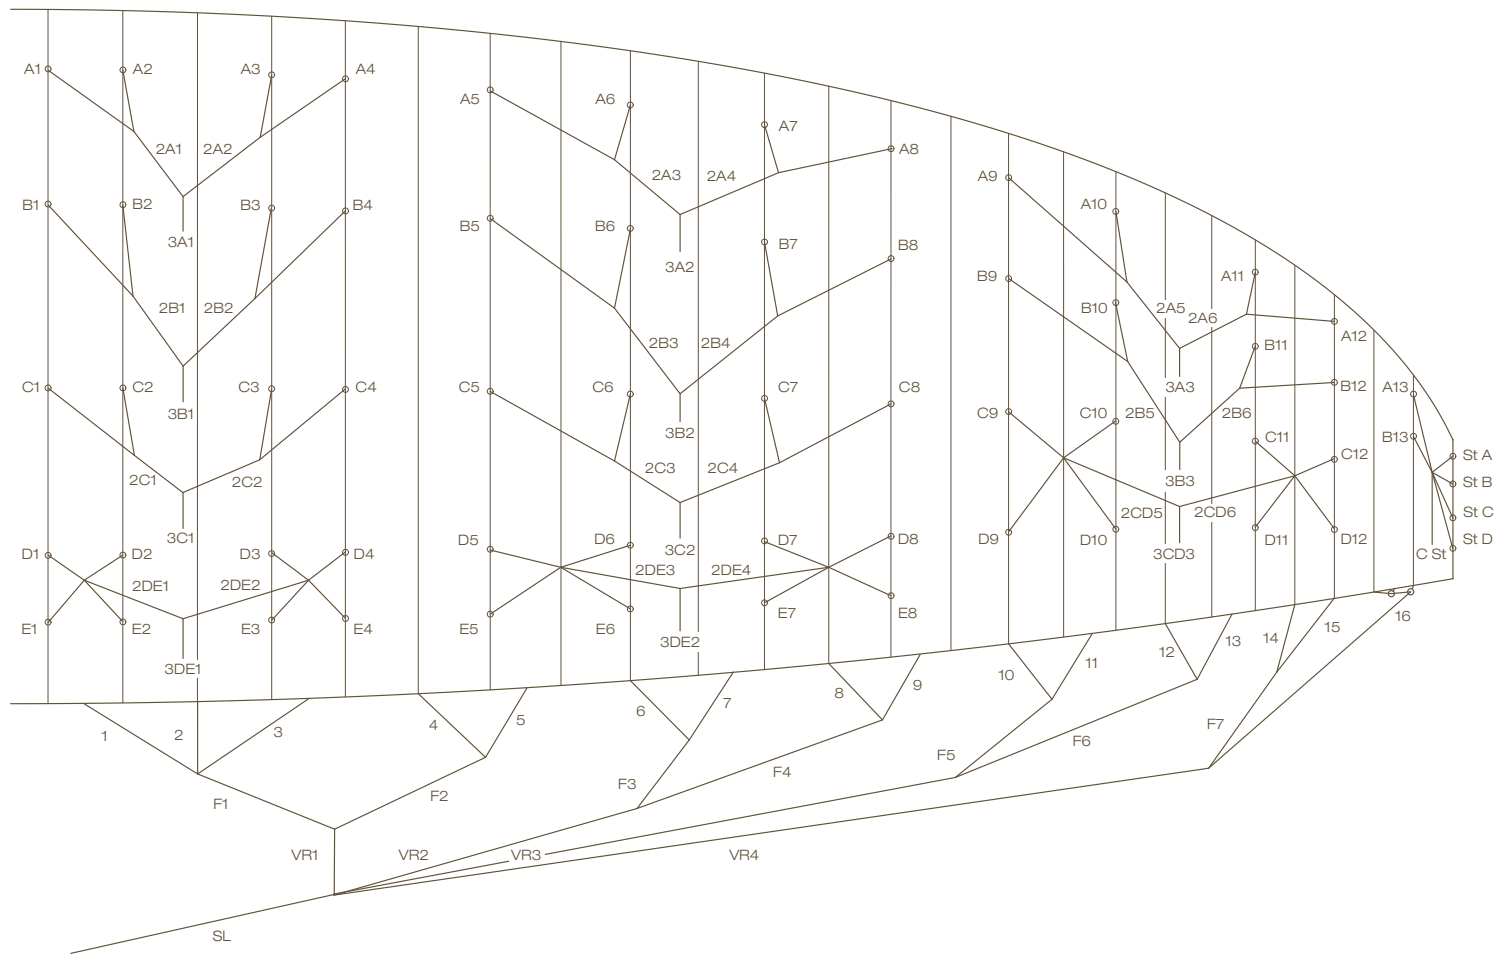 A1 A2 A3 A4
A5 A6 A7 A8
2A1 2A2
2A3 2A4
A9 A10 A11 A12
B1 B2 B3 B4
B5 B6 B7 B8
3A1
3A2
2B1 2B2
2B3 2B4
B9 B10 B11 B12
2A5 2A6
3A3
C1 C2 C3 C4
C5 C6 C7 C8
3B1
3B2
A13
B13
2B5 2B6
C9 C10 C11 C12
2C1 2C2
2C3 2C4
3B3
St A
St B
St C
St D
C St
3C1
3C2
2CD5 2CD6
3CD3
D1 D2 D3 D4
D5 D6 D7 D8
D9 D10 D11 D12
2DE1 2DE2
2DE3 2DE4
E1 E2 E3 E4
E5 E6 E7 E8
3DE1
3DE2
1 2 3 4 5 6 7 8 9 10 11 12 13 14 15 16
F1 F2 F3 F4 F5 F6 F7
VR1 VR2 VR3 VR4
SL